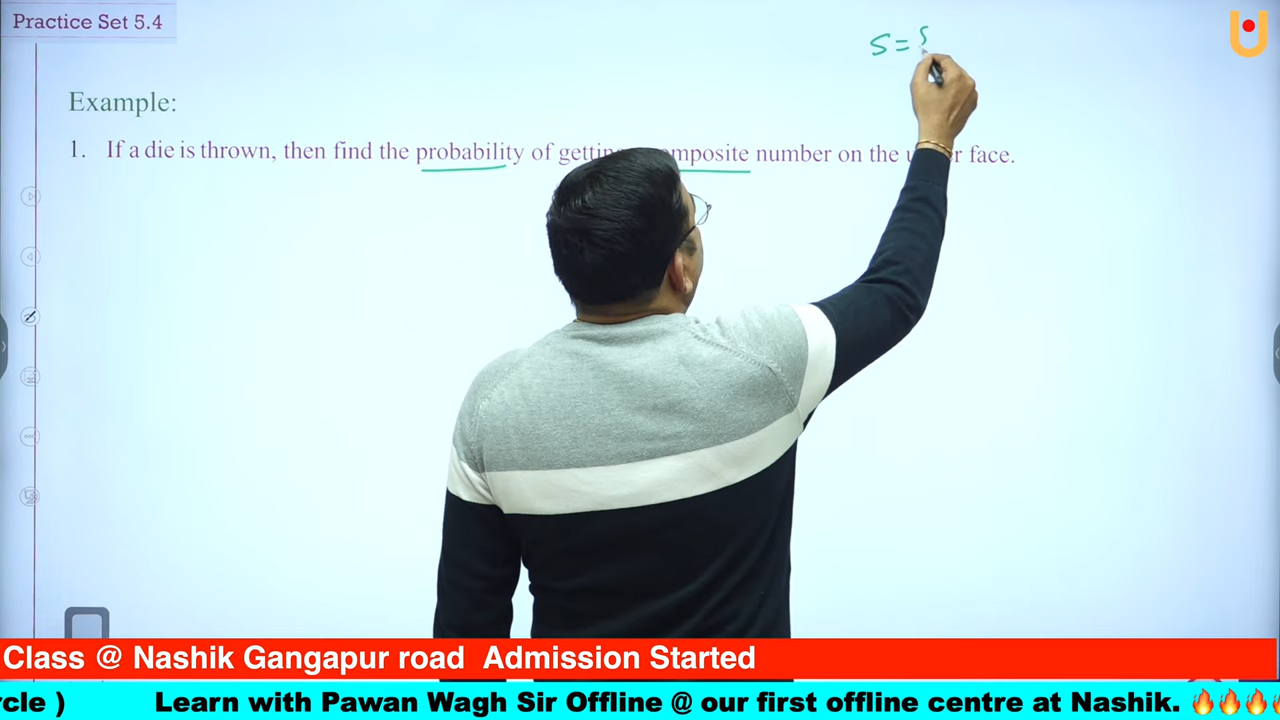 Practice Set 5.4
S = {
Example:
1. If a die is thrown, then find the probability of composite number on the face.
Class @ Nashik Gangapur road Admission Started
Learn with Pawan Wagh Sir Offline @ our first offline centre at Nashik. 🔥🔥🔥